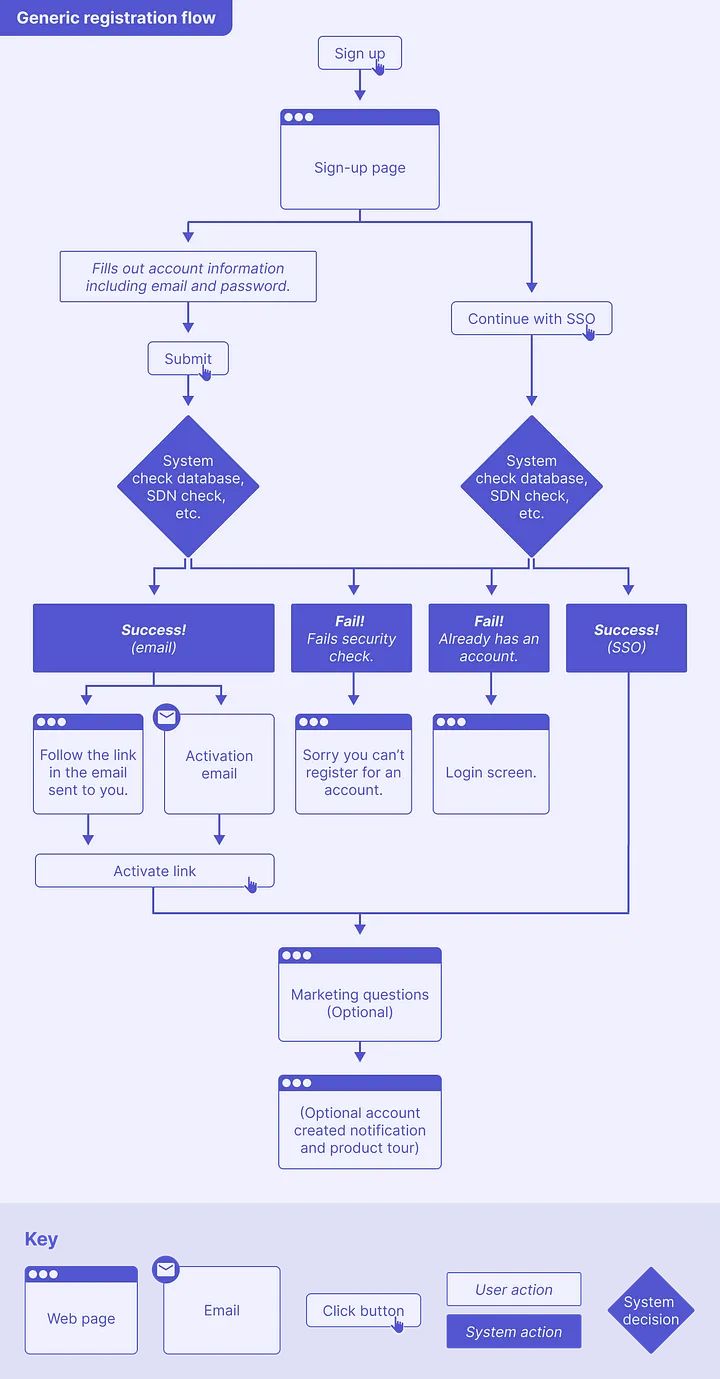 Generic registration flow
Sign up
Sign-up page
Fills out account information
including email and password.
Continue with SSO
Submit
System
check database,
SDN check,
etc.
System
check database,
SDN check,
etc.
Success!
(email)
Fail!
Fails security
check.
Fail!
Already has an
account.
Success!
(SSO)
Follow the link
in the email
sent to you.
Activation
email
Sorry you can’t
register for an
account.
Login screen.
Activate link
Marketing questions
(Optional)
(Optional account
created notification
and product tour)
Key
Web page
Email
Click button
User action
System action
System
decision